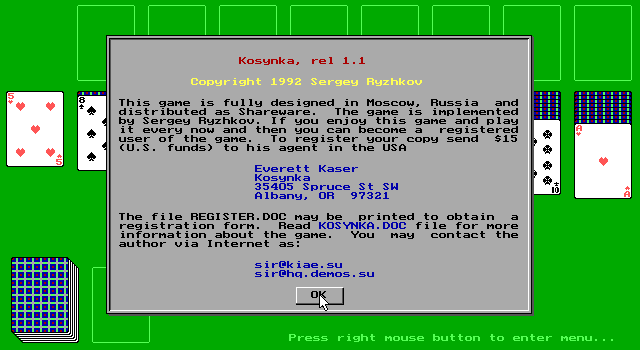 Kosynka, rel 1.1
Copyright 1992 Sergey Ryzhkov
This game is fully designed in Moscow, Russia and
distributed as Shareware. The game is implemented
by Sergey Ryzhkov. If you enjoy this game and play
it every now and then you can become a registered
user of the game. To register your copy send $15
(U.S. funds) to his agent in the USA
Everett Kaser
Kosynka
35405 Spruce St SW
Albany, OR 97321
The file REGISTER.DOC may be printed to obtain a
registration form. Read KOSYNKA.DOC file for more
information about the game. You may contact the
author via Internet as:
sir@kiae.su
sir@hq.demos.su
OK
5
5
8
10
A
A
Press right mouse button to enter menu...